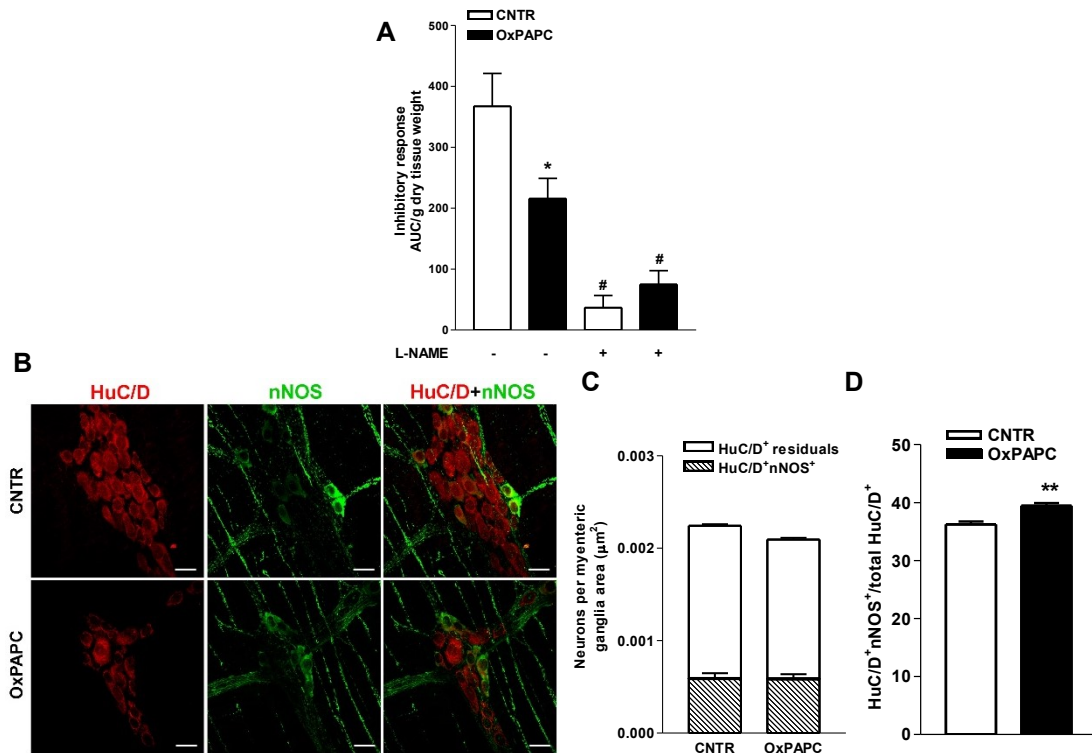 A
CNTR
OxPAPC
Inhibitory response
AUC/g dry tissue weight
500
400
300
200
100
0
*
#
#
L-NAME - - + +
B
HuC/D nNOS HuC/D+nNOS
CNTR
OxPAPC
C
HuC/D⁺ residuals
HuC/D⁺nNOS⁺
Neurons per myenteric
ganglia area (μm²)
0.003
0.002
0.001
0.000
CNTR OxPAPC
D
CNTR
OxPAPC
HuC/D⁺nNOS⁺/total HuC/D⁺
50
40
30
20
10
0
**